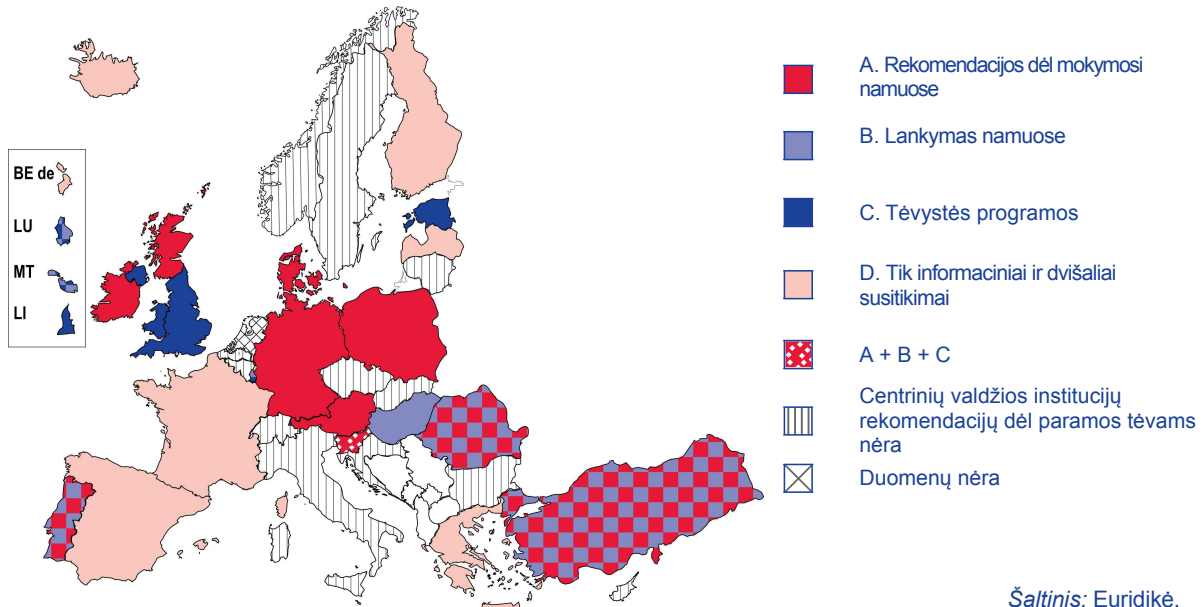 BE de
LU
MT
LI
A. Rekomendacijos dėl mokymosi
namuose
B. Lankymas namuose
C. Tėvystės programos
D. Tik informaciniai ir dvišaliai
susitikimai
A + B + C
Centrinių valdžios institucijų
rekomendacijų dėl paramos tėvams
nėra
Duomenų nėra
Šaltinis: Euridikė.